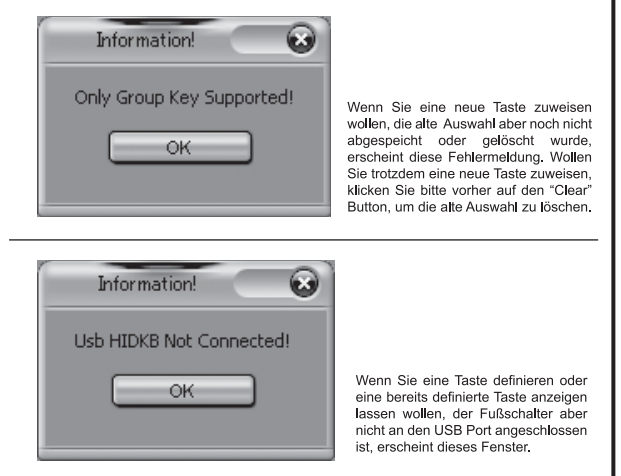 Information!
Only Group Key Supported!
OK
Wenn Sie eine neue Taste zuweisen
wollen, die alte Auswahl aber noch nicht
abgespeicht oder gelöscht wurde,
erscheint diese Fehlermeldung. Wollen
Sie trotzdem eine neue Taste zuweisen,
klicken Sie bitte vorher auf den “Clear”
Button, um die alte Auswahl zu löschen.
Information!
Usb HIDKB Not Connected!
OK
Wenn Sie eine Taste definieren oder
eine bereits definierte Taste anzeigen
lassen wollen, der Fußschalter aber
nicht an den USB Port angeschlossen
ist, erscheint dieses Fenster.